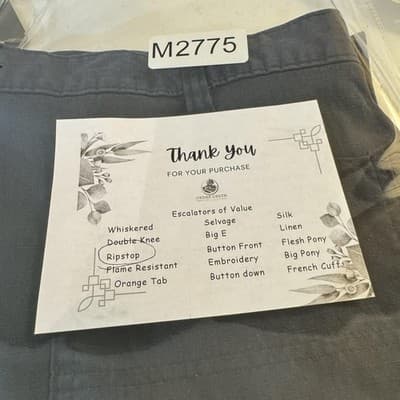 M2775
Thank You
FOR YOUR PURCHASE
Escalators of Value
Whiskered
Double Knee
Ripstop
Flame Resistant
Orange Tab
Selvage
Big E
Button Front
Embroidery
Button down
Silk
Linen
Flesh Pony
Big Pony
French Cuffs